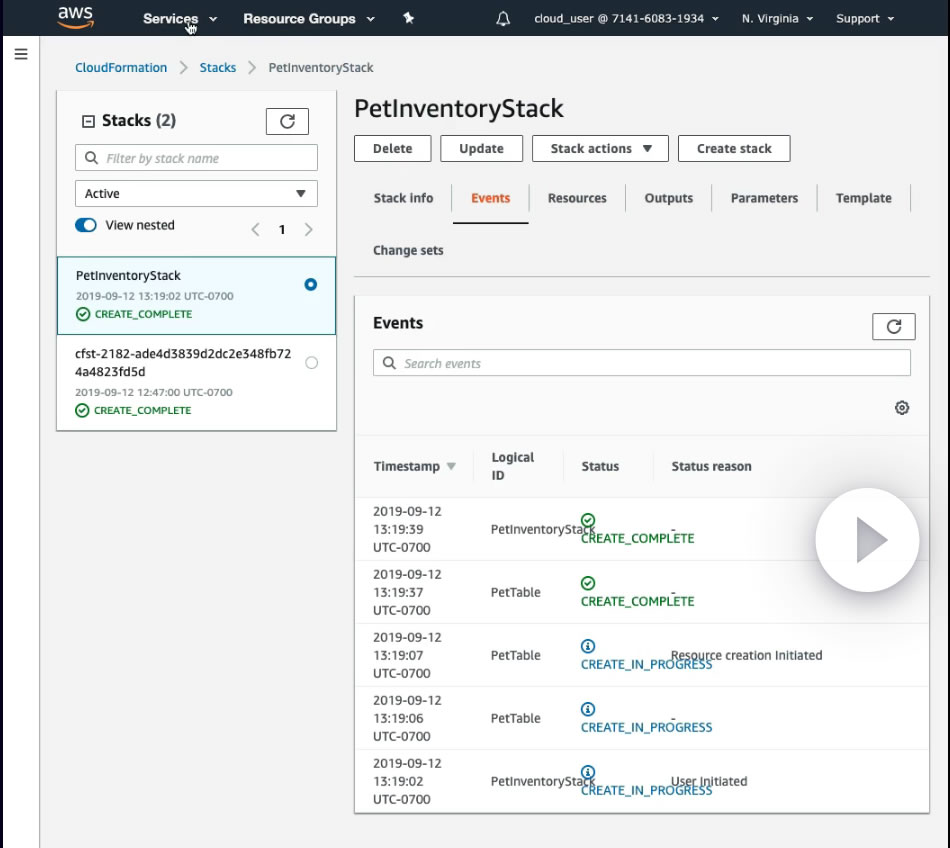 aws
Services
Resource Groups
cloud_user @ 7141-6083-1934
N. Virginia
Support
CloudFormation
Stacks
PetInventoryStack
Stacks (2)
Filter by stack name
Active
View nested
1
PetInventoryStack
2019-09-12 13:19:02 UTC-0700
CREATE_COMPLETE
cfst-2182-ade4d3839d2dc2e348fb72
4a4823fd5d
2019-09-12 12:47:00 UTC-0700
CREATE_COMPLETE
PetInventoryStack
Delete
Update
Stack actions
Create stack
Stack info
Events
Resources
Outputs
Parameters
Template
Change sets
Events
Search events
Timestamp
Logical
ID
Status
Status reason
2019-09-12
13:19:39
UTC-0700
PetInventoryStack
CREATE_COMPLETE
-
2019-09-12
13:19:37
UTC-0700
PetTable
CREATE_COMPLETE
-
2019-09-12
13:19:07
UTC-0700
PetTable
CREATE_IN_PROGRESS
Resource creation Initiated
2019-09-12
13:19:06
UTC-0700
PetTable
CREATE_IN_PROGRESS
-
2019-09-12
13:19:02
UTC-0700
PetInventoryStack
CREATE_IN_PROGRESS
User Initiated